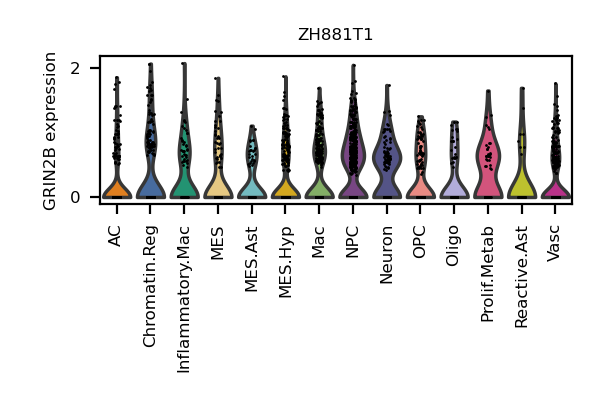 ZH881T1
GRIN2B expression
2
0
AC
Chromatin.Reg
Inflammatory.Mac
MES
MES.Ast
MES.Hyp
Mac
NPC
Neuron
OPC
Oligo
Prolif.Metab
Reactive.Ast
Vasc